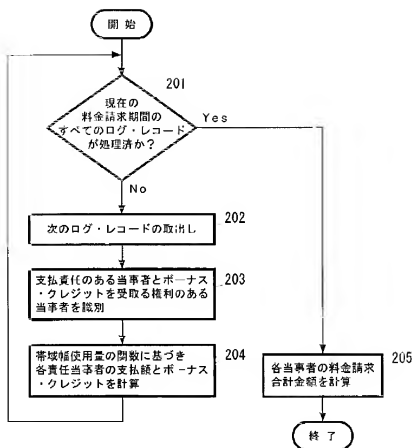 開始
201
現在の
料金請求期間の
すべてのログ・レコード
が処理済か？
Yes
No
202
次のログ・レコードの取出し
203
支払責任のある当事者とボーナス
・クレジットを受取る権利のある
当事者を識別
204
帯域幅使用量の関数に基づき
各責任当事者の支払額とボーナス
・クレジットを計算
205
各当事者の料金請求
合計金額を計算
終了